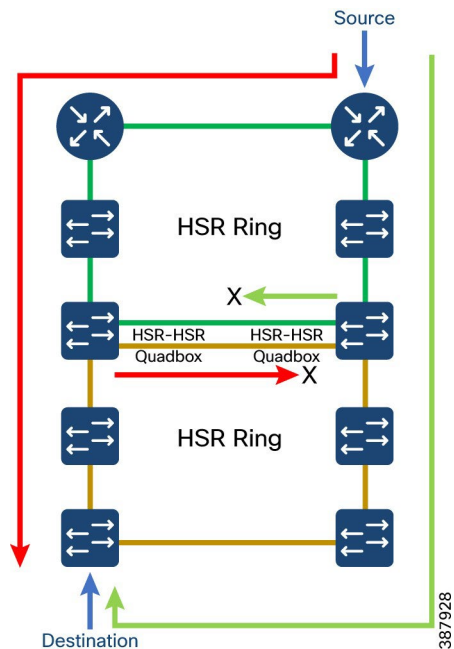 Source
HSR Ring
X
HSR-HSR HSR-HSR
Quadbox Quadbox
X
HSR Ring
387928
Destination